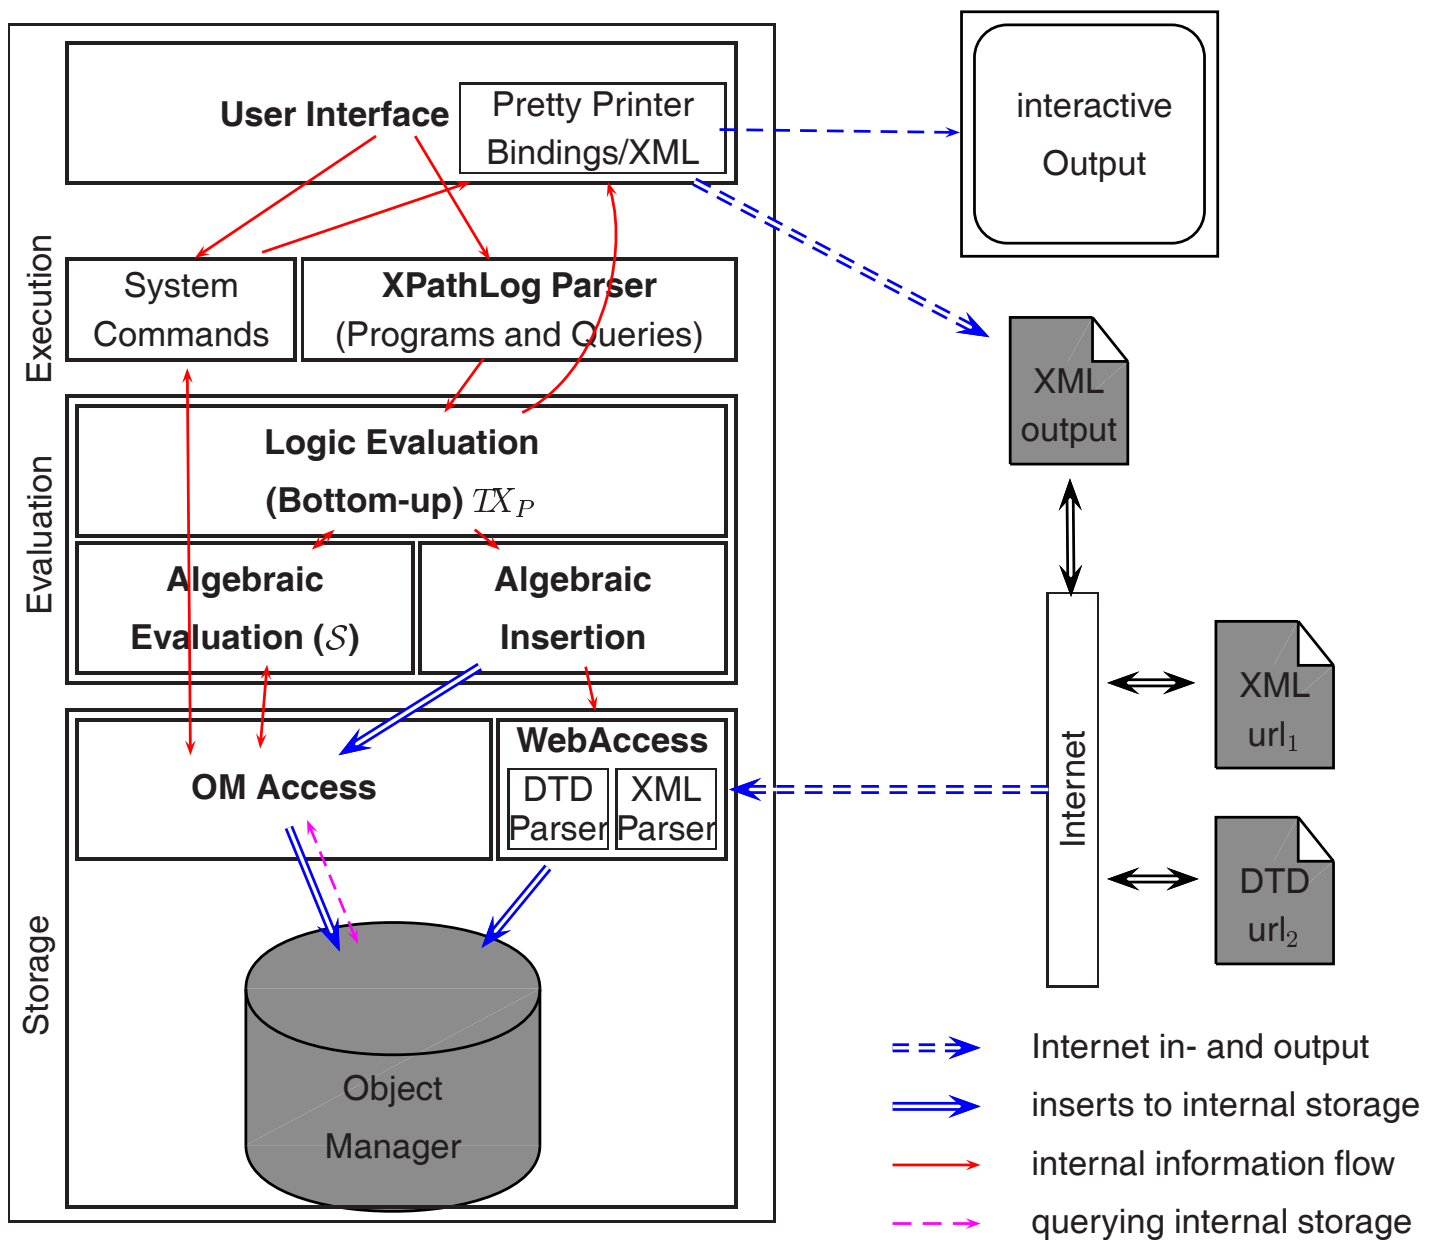 User Interface
Pretty Printer
Bindings/XML
interactive
Output
Execution
System
Commands
XPathLog Parser
(Programs and Queries)
XML
output
Evaluation
Logic Evaluation
(Bottom-up) TX_P
Algebraic
Evaluation (S)
Algebraic
Insertion
Storage
OM Access
WebAccess
DTD
Parser
XML
Parser
Object
Manager
Internet
XML
url₁
DTD
url₂
Internet in- and output
inserts to internal storage
internal information flow
querying internal storage